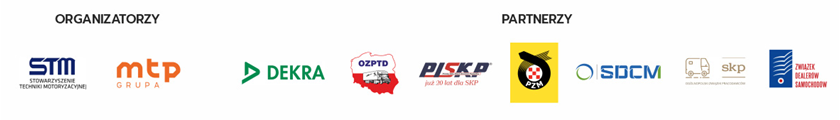 ORGANIZATORZY
PARTNERZY
STM
STOWARZYSZENIE
TECHNIKI MOTORYZACYJNEJ
mtp
GRUPA
DEKRA
OZPTD
PISKP
już 20 lat dla SKP
PZM
SDCM
skp
ZWIĄZEK
DEALERÓW
SAMOCHODÓW